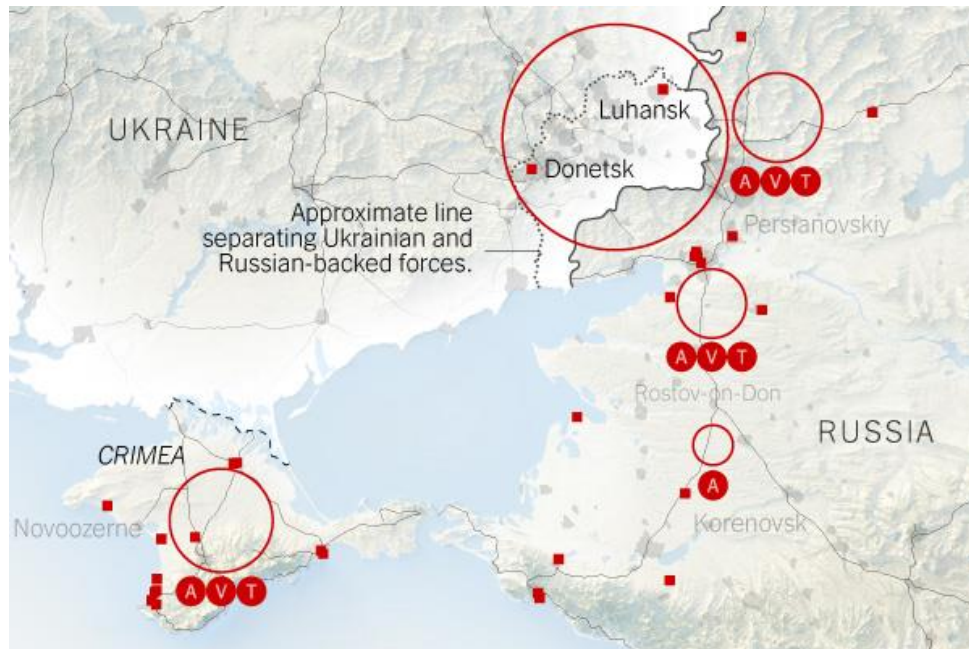 UKRAINE
Luhansk
Donetsk
A V T
Persianovskiy
Approximate line
separating Ukrainian and
Russian-backed forces.
A V T
Rostov-on-Don
RUSSIA
CRIMEA
A
Korenovsk
Novoozerne
A V T